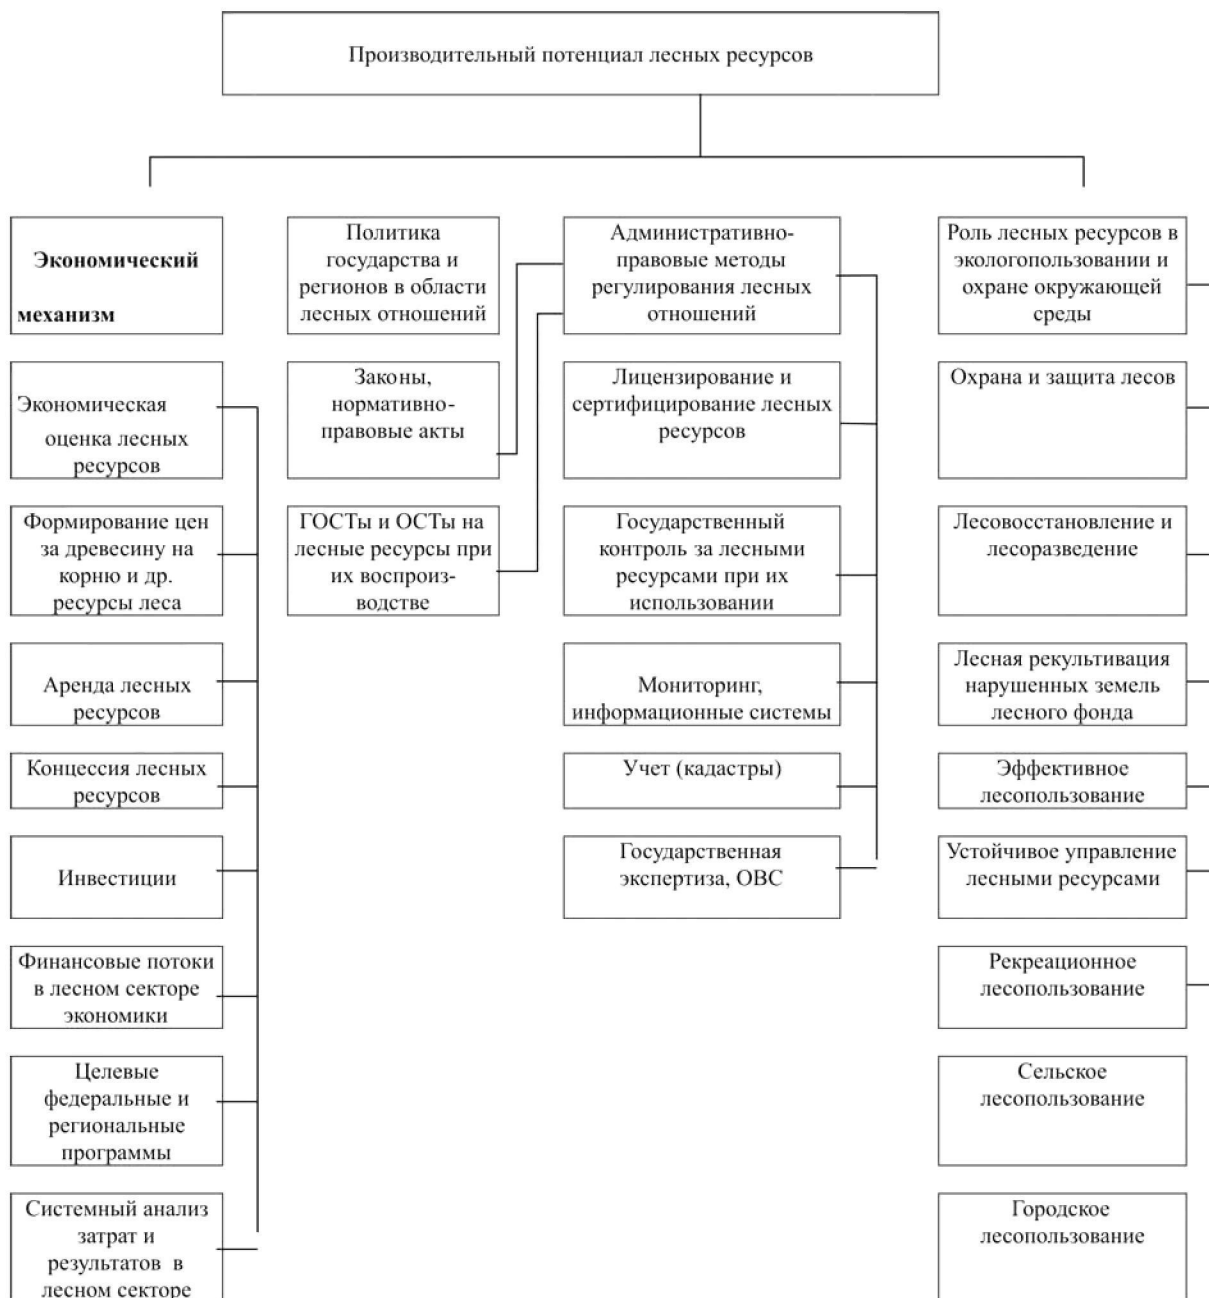 Производительный потенциал лесных ресурсов
Экономический
механизм
Экономическая
оценка лесных
ресурсов
Формирование цен
за древесину на
корню и др.
ресурсы леса
Аренда лесных
ресурсов
Концессия лесных
ресурсов
Инвестиции
Финансовые потоки
в лесном секторе
экономики
Целевые
федеральные и
региональные
программы
Системный анализ
затрат и
результатов в
лесном секторе
Политика
государства и
регионов в области
лесных отношений
Законы,
нормативно-
правовые акты
ГОСТы и ОСТы на
лесные ресурсы при
их воспроиз-
водстве
Административно-
правовые методы
регулирования лесных
отношений
Лицензирование и
сертифицирование лесных
ресурсов
Государственный
контроль за лесными
ресурсами при их
использовании
Мониторинг,
информационные системы
Учет (кадастры)
Государственная
экспертиза, ОВС
Роль лесных ресурсов в
экологопользовании и
охране окружающей
среды
Охрана и защита лесов
Лесовосстановление и
лесоразведение
Лесная рекультивация
нарушенных земель
лесного фонда
Эффективное
лесопользование
Устойчивое управление
лесными ресурсами
Рекреационное
лесопользование
Сельское
лесопользование
Городское
лесопользование